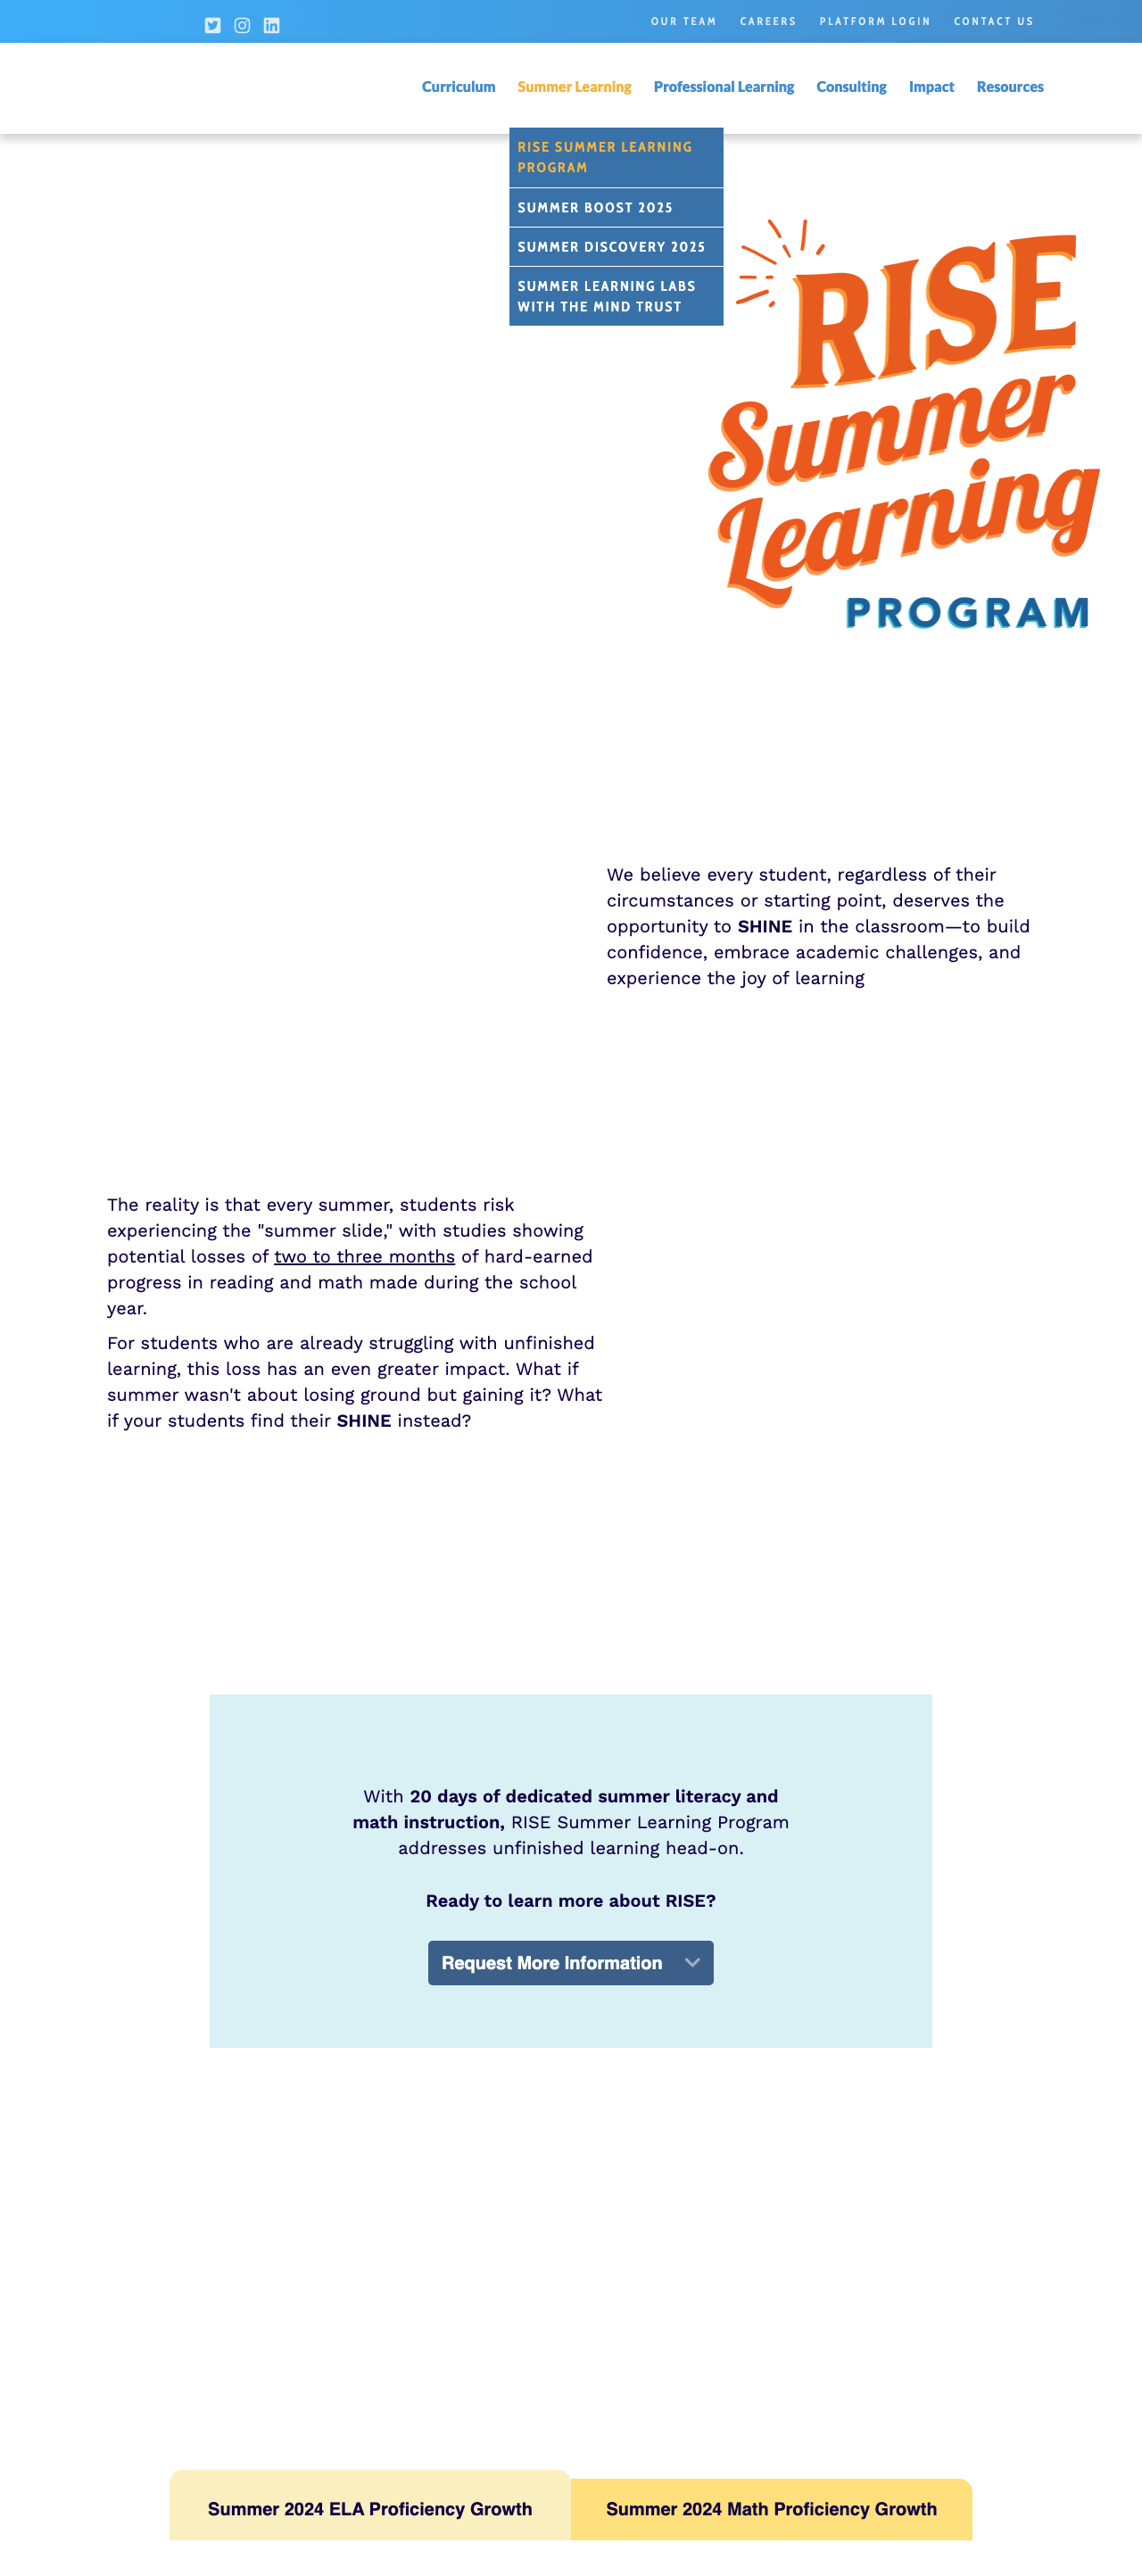 OUR TEAM CAREERS PLATFORM LOGIN CONTACT US
Curriculum Summer Learning Professional Learning Consulting Impact Resources
RISE SUMMER LEARNING
PROGRAM
SUMMER BOOST 2025
SUMMER DISCOVERY 2025
SUMMER LEARNING LABS
WITH THE MIND TRUST
RISE
Summer
Learning
PROGRAM
We believe every student, regardless of their
circumstances or starting point, deserves the
opportunity to SHINE in the classroom—to build
confidence, embrace academic challenges, and
experience the joy of learning
The reality is that every summer, students risk
experiencing the "summer slide," with studies showing
potential losses of two to three months of hard-earned
progress in reading and math made during the school
year.
For students who are already struggling with unfinished
learning, this loss has an even greater impact. What if
summer wasn't about losing ground but gaining it? What
if your students find their SHINE instead?
With 20 days of dedicated summer literacy and
math instruction, RISE Summer Learning Program
addresses unfinished learning head-on.
Ready to learn more about RISE?
Request More Information
Summer 2024 ELA Proficiency Growth
Summer 2024 Math Proficiency Growth